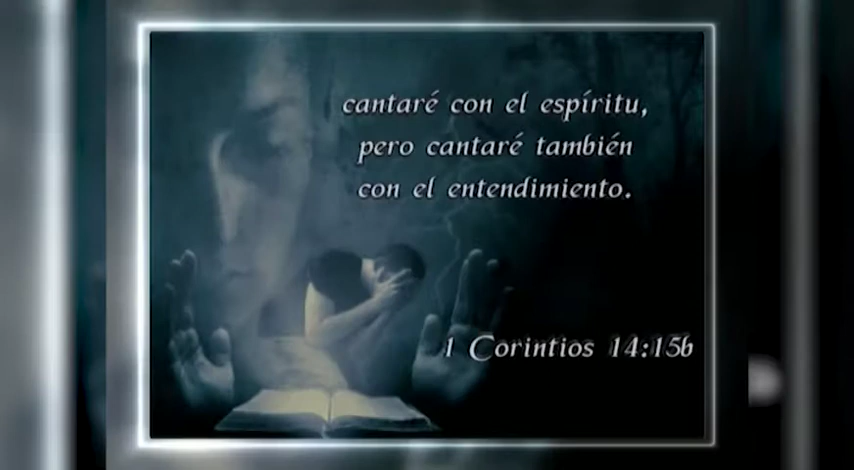 cantaré con el espíritu,
pero cantaré también
con el entendimiento.
1 Corintios 14:15b